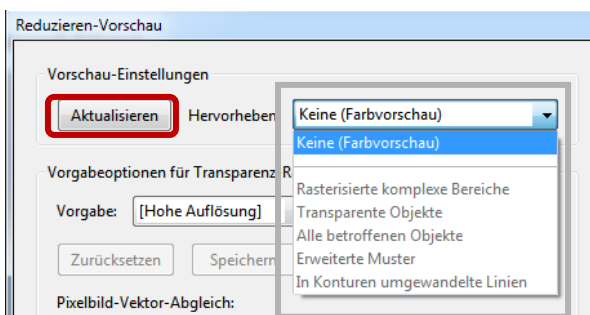 Reduzieren-Vorschau
Vorschau-Einstellungen
Aktualisieren Hervorheben Keine (Farbvorschau)
Keine (Farbvorschau)
Rasterisierte komplexe Bereiche
Transparente Objekte
Alle betroffenen Objekte
Erweiterte Muster
In Konturen umgewandelte Linien
Vorgabeoptionen für Transparenz R
Vorgabe: [Hohe Auflösung]
Zurücksetzen Speichern
Pixelbild-Vektor-Abgleich: